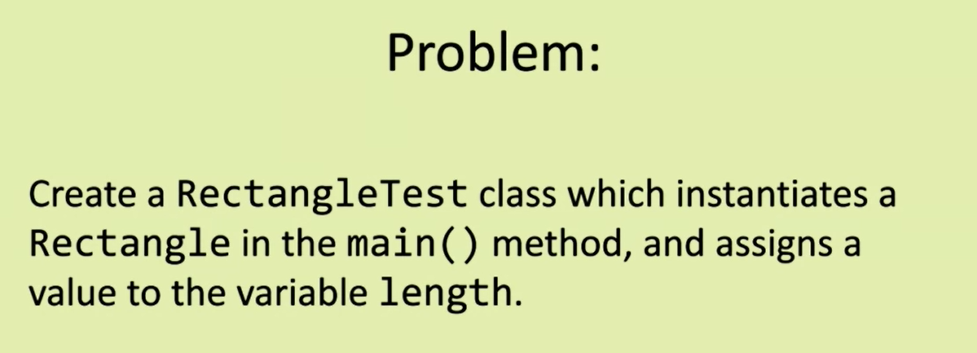 Problem:
Create a RectangleTest class which instantiates a
Rectangle in the main() method, and assigns a
value to the variable length.